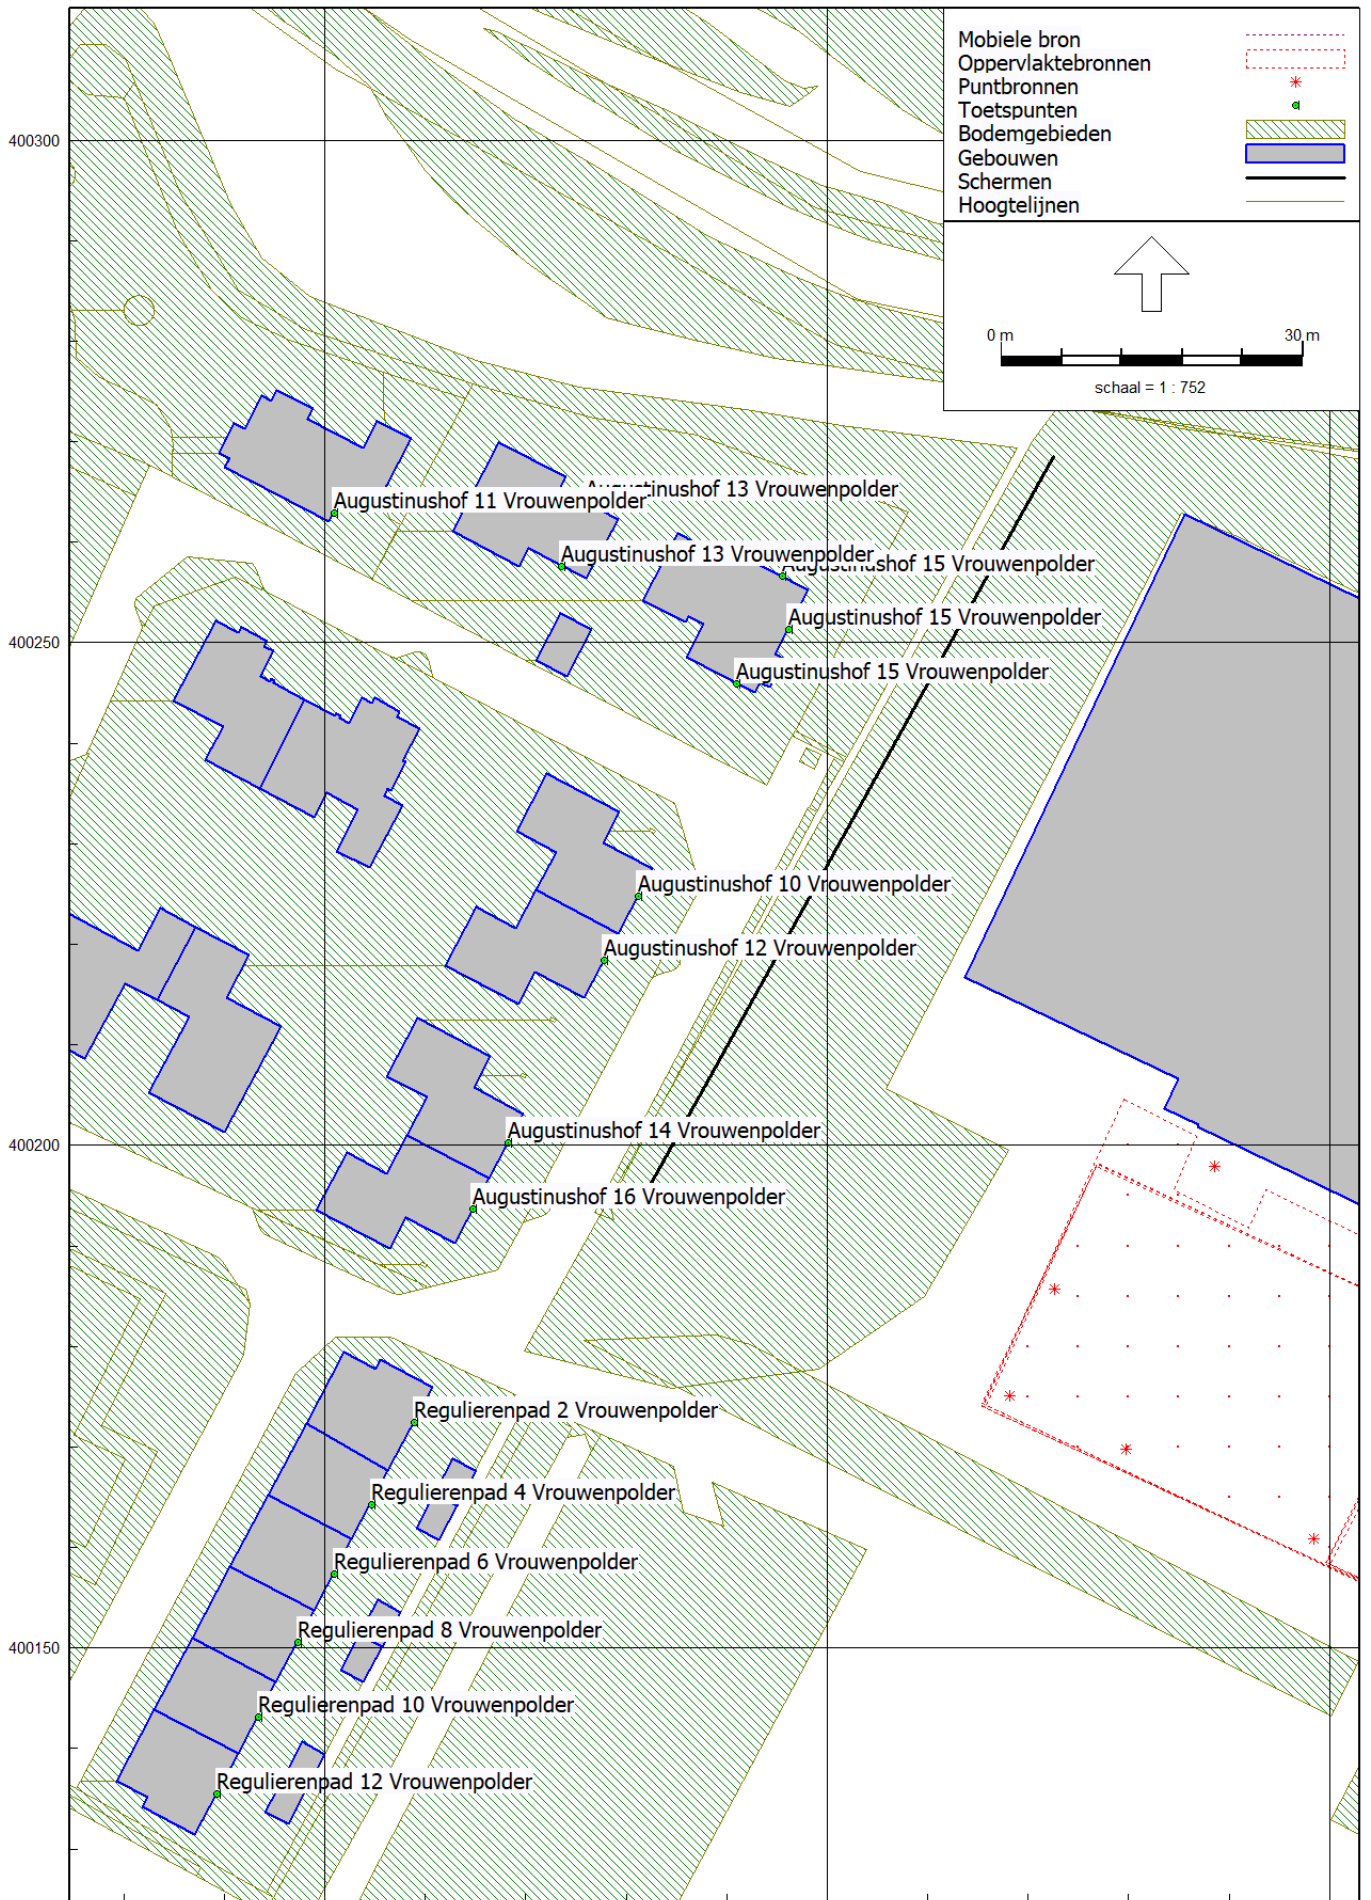 Mobiele bron
Oppervlaktebronnen
Puntbronnen
Toetspunten
Bodemgebieden
Gebouwen
Schermen
Hoogtelijnen
0 m 30 m
schaal = 1 : 752
400300
Augustinushof 13 Vrouwenpolder
Augustinushof 11 Vrouwenpolder
Augustinushof 13 Vrouwenpolder
Augustinushof 15 Vrouwenpolder
Augustinushof 15 Vrouwenpolder
400250
Augustinushof 15 Vrouwenpolder
Augustinushof 10 Vrouwenpolder
Augustinushof 12 Vrouwenpolder
Augustinushof 14 Vrouwenpolder
400200
Augustinushof 16 Vrouwenpolder
Regulierenpad 2 Vrouwenpolder
Regulierenpad 4 Vrouwenpolder
Regulierenpad 6 Vrouwenpolder
Regulierenpad 8 Vrouwenpolder
400150
Regulierenpad 10 Vrouwenpolder
Regulierenpad 12 Vrouwenpolder